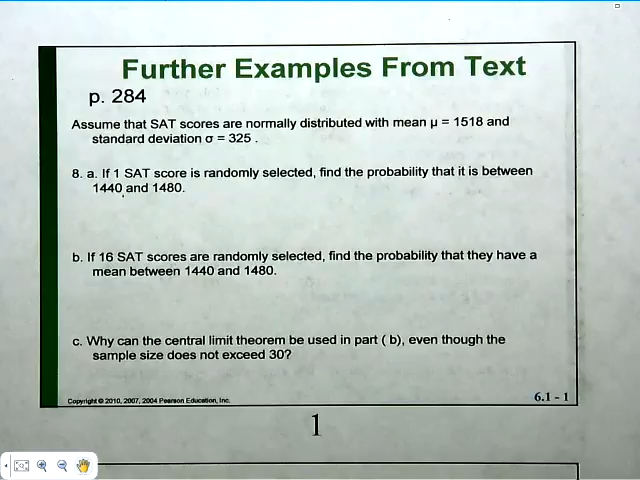 Further Examples From Text
p. 284
Assume that SAT scores are normally distributed with mean μ = 1518 and
standard deviation σ = 325 .
8. a. If 1 SAT score is randomly selected, find the probability that it is between
1440 and 1480.
b. If 16 SAT scores are randomly selected, find the probability that they have a
mean between 1440 and 1480.
c. Why can the central limit theorem be used in part ( b), even though the
sample size does not exceed 30?
Copyright © 2010, 2007, 2004 Pearson Education, Inc.
6.1 - 1
1